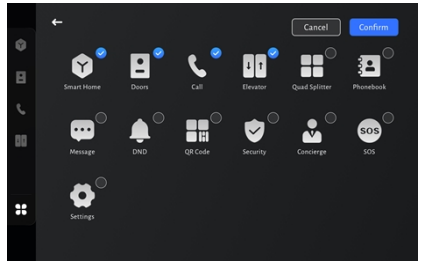 Cancel Confirm
Smart Home Doors Call Elevator Quad Splitter Phonebook
Message DND QR Code Security Concierge SOS
SOS
Settings